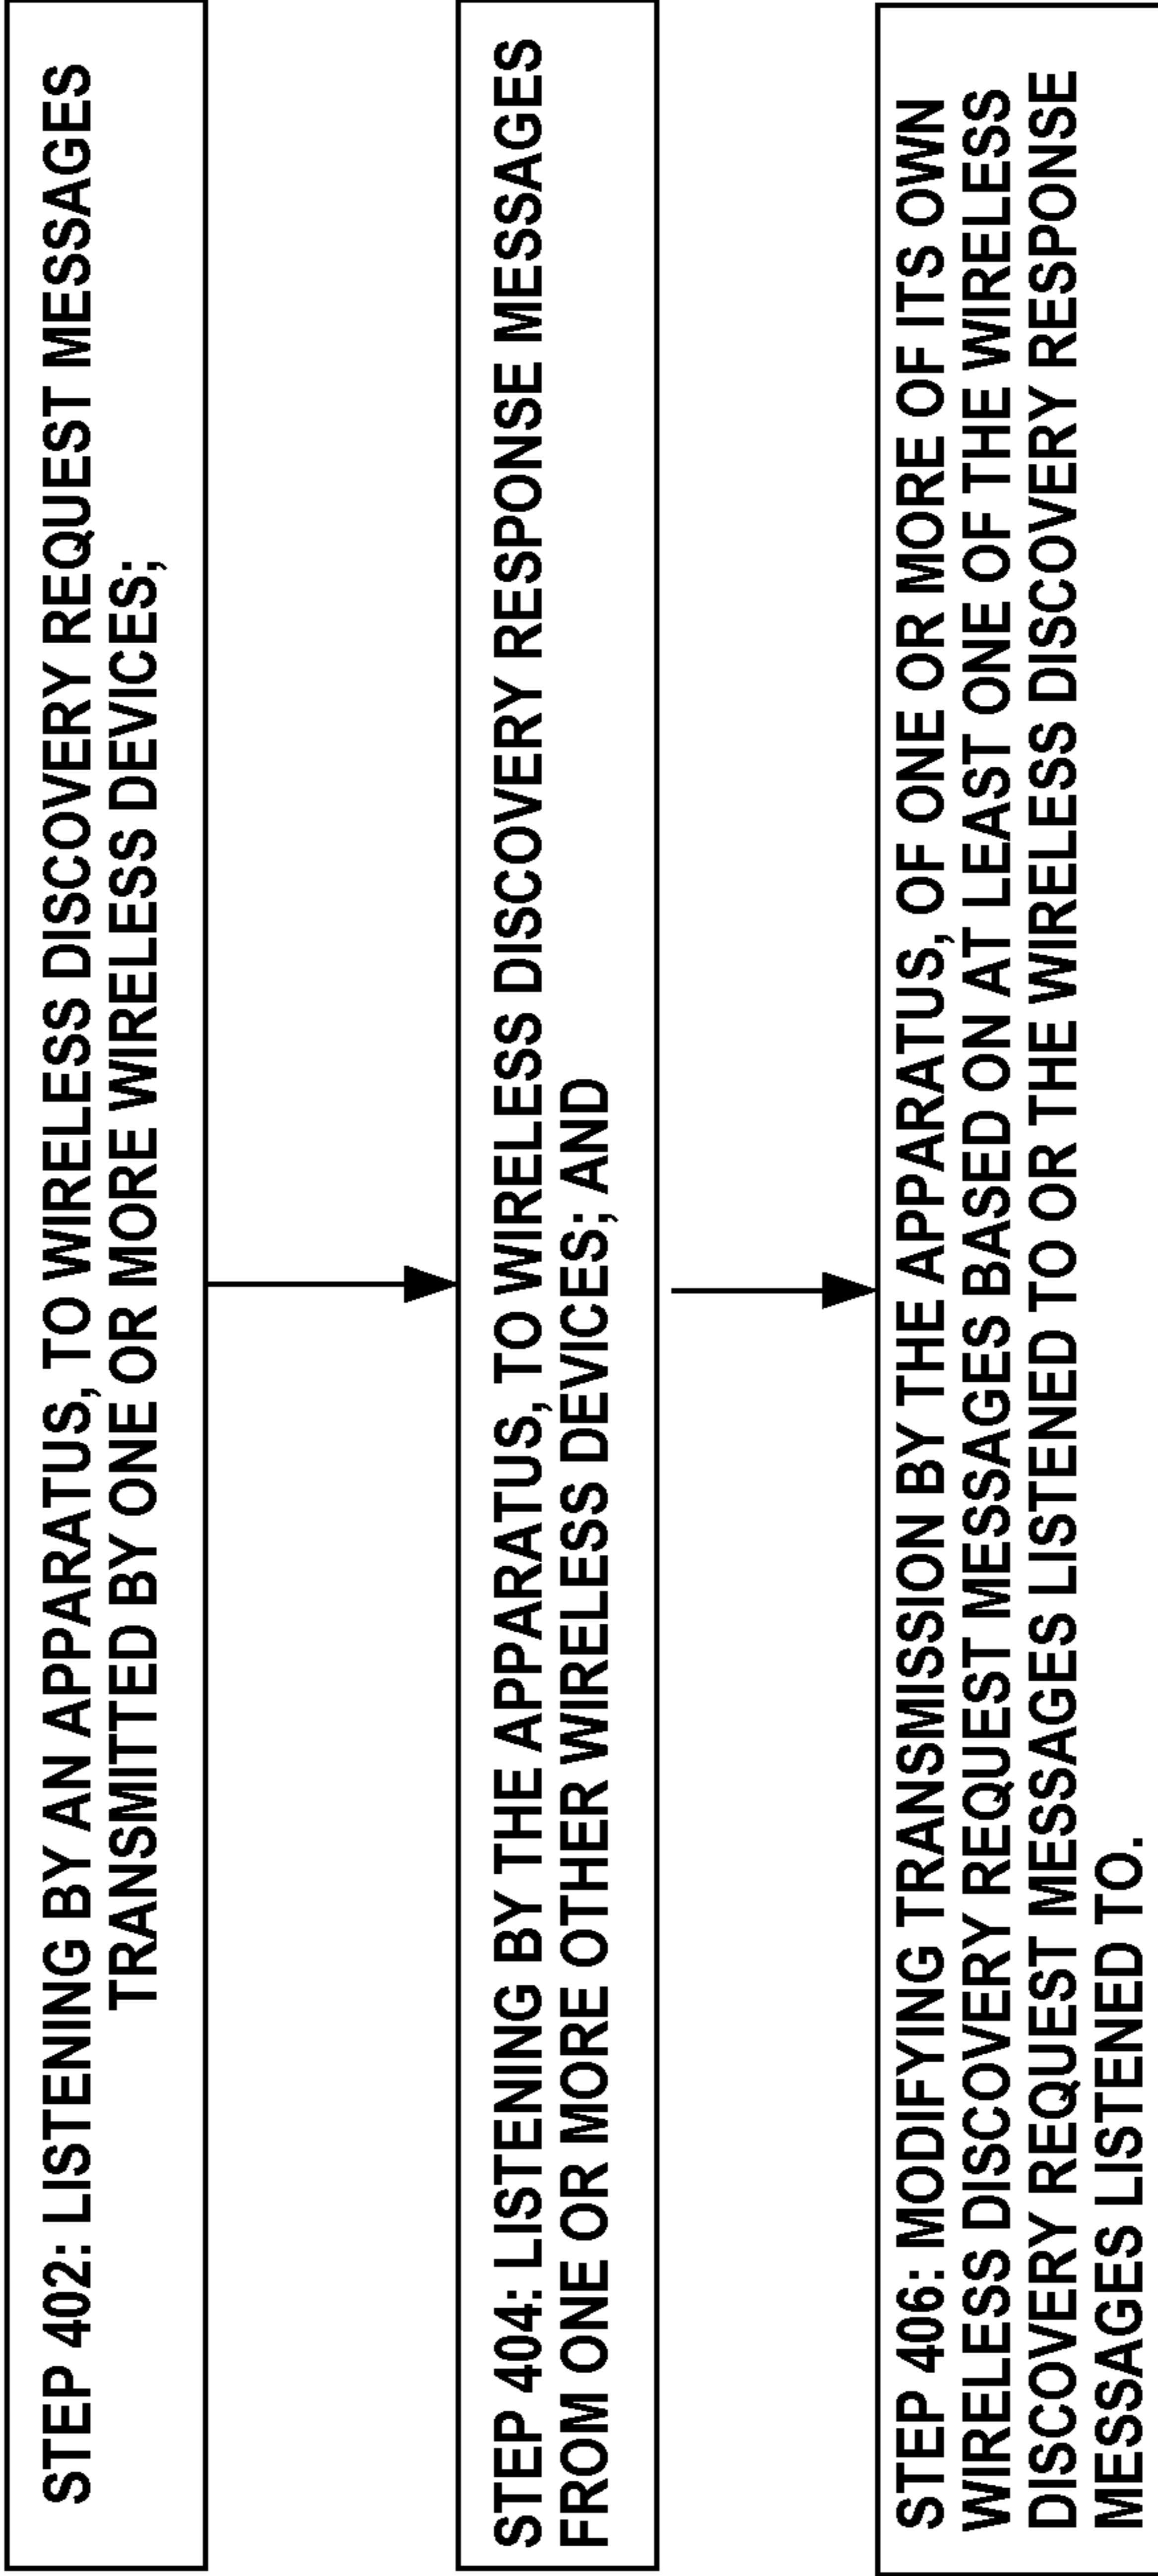 STEP 402: LISTENING BY AN APPARATUS, TO WIRELESS DISCOVERY REQUEST MESSAGES
TRANSMITTED BY ONE OR MORE WIRELESS DEVICES;
STEP 404: LISTENING BY THE APPARATUS, TO WIRELESS DISCOVERY RESPONSE MESSAGES
FROM ONE OR MORE OTHER WIRELESS DEVICES; AND
STEP 406: MODIFYING TRANSMISSION BY THE APPARATUS, OF ONE OR MORE OF ITS OWN
WIRELESS DISCOVERY REQUEST MESSAGES BASED ON AT LEAST ONE OF THE WIRELESS
DISCOVERY REQUEST MESSAGES LISTENED TO OR THE WIRELESS DISCOVERY RESPONSE
MESSAGES LISTENED TO.